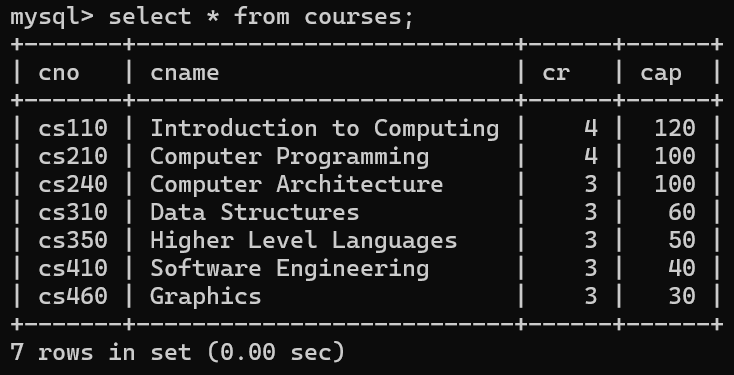 mysql> select * from courses;
+-------+---------------------------+------+------+
| cno   | cname                     | cr   | cap  |
+-------+---------------------------+------+------+
| cs110 | Introduction to Computing |    4 |  120 |
| cs210 | Computer Programming      |    4 |  100 |
| cs240 | Computer Architecture     |    3 |  100 |
| cs310 | Data Structures           |    3 |   60 |
| cs350 | Higher Level Languages    |    3 |   50 |
| cs410 | Software Engineering      |    3 |   40 |
| cs460 | Graphics                  |    3 |   30 |
+-------+---------------------------+------+------+
7 rows in set (0.00 sec)